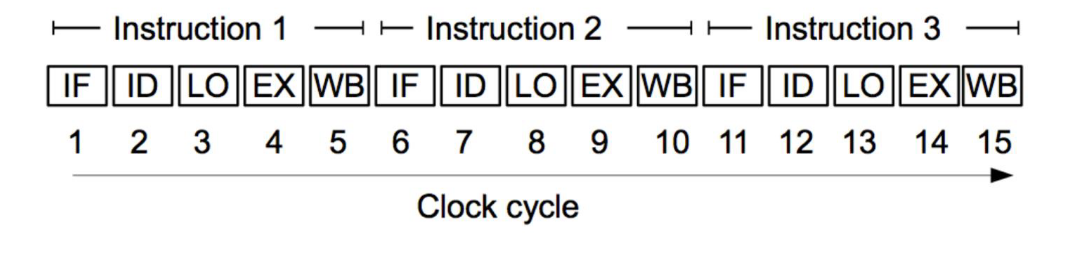 Instruction 1 Instruction 2 Instruction 3
IF ID LO EX WB IF ID LO EX WB IF ID LO EX WB
1 2 3 4 5 6 7 8 9 10 11 12 13 14 15
Clock cycle